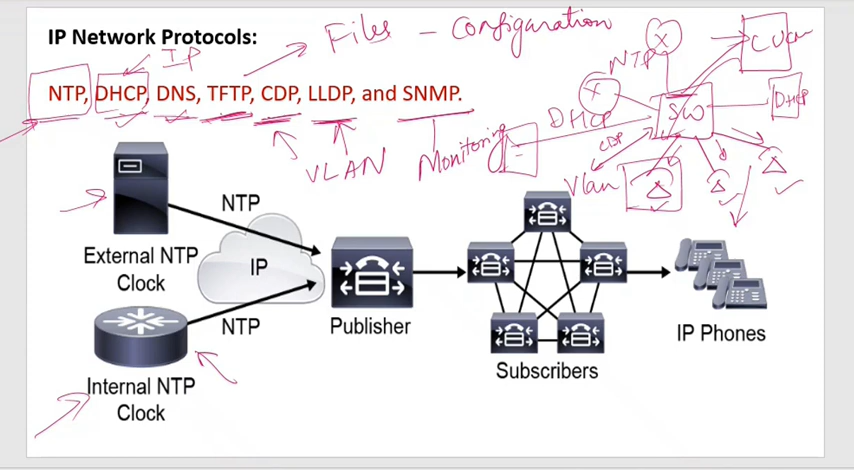 IP Network Protocols:
Files - Configuration
IP
NTP, DHCP, DNS, TFTP, CDP, LLDP, and SNMP.
VLAN
Monitoring
NTP
X
CUCM
X
SW
DHCP
DHCP
CDP
Vlan
NTP
External NTP
Clock
IP
NTP
Internal NTP
Clock
Publisher
Subscribers
IP Phones